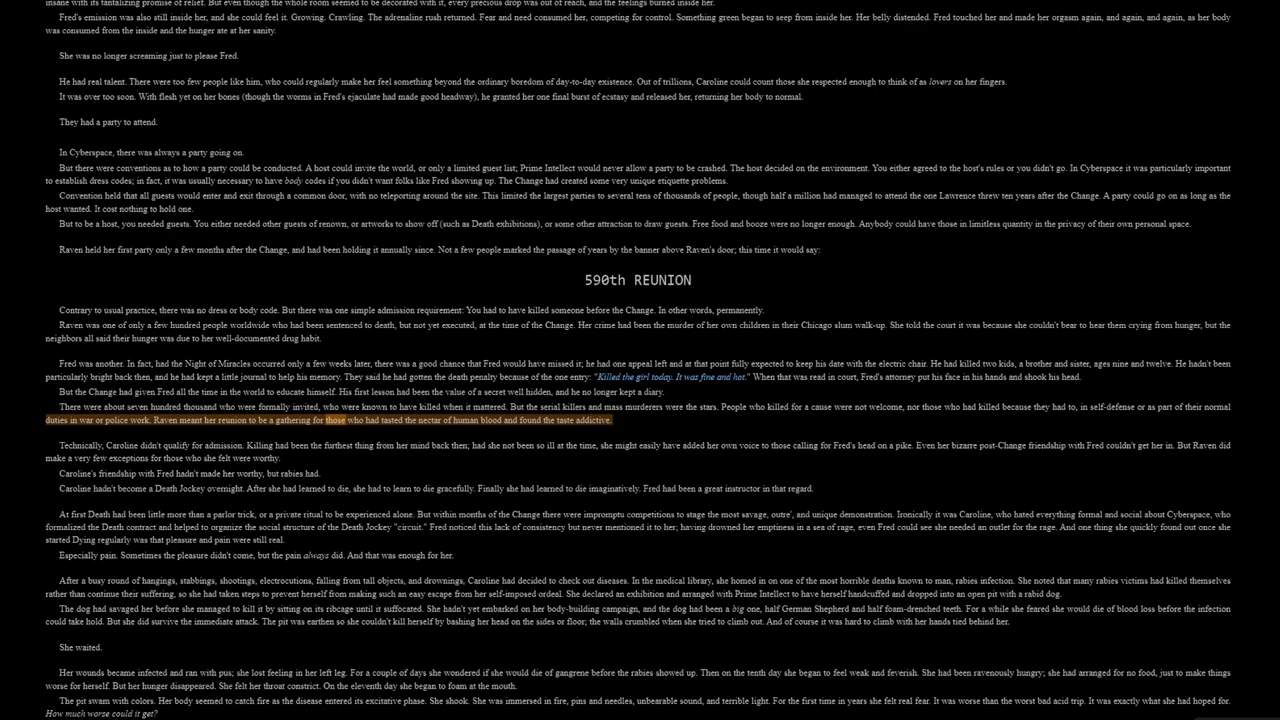 insane with its tantalizing promise of relief. But even though the whole room seemed to be decorated with it, every precious drop was out of reach, and the feelings burned inside her.
Fred's emission was also still inside her, and she could feel it. Growing. Crawling. The adrenaline rush returned. Fear and need consumed her, competing for control. Something green began to seep from inside her. Her belly distended. Fred touched her and made her orgasm again, and again, and again, as her body
was consumed from the inside and the hunger ate at her sanity.
She was no longer screaming just to please Fred.
He had real talent. There were too few people like him, who could regularly make her feel something beyond the ordinary boredom of day-to-day existence. Out of trillions, Caroline could count those she respected enough to think of as lovers on her fingers.
It was over too soon. With flesh yet on her bones (though the worms in Fred's ejaculate had made good headway), he granted her one final burst of ecstasy and released her, returning her body to normal.
They had a party to attend.
In Cyberspace, there was always a party going on.
But there were conventions as to how a party could be conducted. A host could invite the world, or only a limited guest list; Prime Intellect would never allow a party to be crashed. The host decided on the environment. You either agreed to the host's rules or you didn't go. In Cyberspace it was particularly important
to establish dress codes; in fact, it was usually necessary to have body codes if you didn't want folks like Fred showing up. The Change had created some very unique etiquette problems.
Convention held that all guests would enter and exit through a common door, with no teleporting around the site. This limited the largest parties to several tens of thousands of people, though half a million had managed to attend the one Lawrence threw ten years after the Change. A party could go on as long as the
host wanted. It cost nothing to hold one.
But to be a host, you needed guests. You either needed other guests of renown, or artworks to show off (such as Death exhibitions), or some other attraction to draw guests. Free food and booze were no longer enough. Anybody could have those in limitless quantity in the privacy of their own personal space.
Raven held her first party only a few months after the Change, and had been holding it annually since. Not a few people marked the passage of years by the banner above Raven's door; this time it would say:
590th REUNION
Contrary to usual practice, there was no dress or body code. But there was one simple admission requirement: You had to have killed someone before the Change. In other words, permanently.
Raven was one of only a few hundred people worldwide who had been sentenced to death, but not yet executed, at the time of the Change. Her crime had been the murder of her own children in their Chicago slum walk-up. She told the court it was because she couldn't bear to hear them crying from hunger, but the
neighbors all said their hunger was due to her well-documented drug habit.
Fred was another. In fact, had the Night of Miracles occurred only a few weeks later, there was a good chance that Fred would have missed it; he had one appeal left and at that point fully expected to keep his date with the electric chair. He had killed two kids, a brother and sister, ages nine and twelve. He hadn't been
particularly bright back then, and he had kept a little journal to help his memory. They said he had gotten the death penalty because of the one entry: "Killed the girl today. It was fine and hot." When that was read in court, Fred's attorney put his face in his hands and shook his head.
But the Change had given Fred all the time in the world to educate himself. His first lesson had been the value of a secret well hidden, and he no longer kept a diary.
There were about seven hundred thousand who were formally invited, who were known to have killed when it mattered. But the serial killers and mass murderers were the stars. People who killed for a cause were not welcome, nor those who had killed because they had to, in self-defense or as part of their normal
duties in war or police work. Raven meant her reunion to be a gathering for those who had tasted the nectar of human blood and found the taste addictive.
Technically, Caroline didn't qualify for admission. Killing had been the furthest thing from her mind back then; had she not been so ill at the time, she might easily have added her own voice to those calling for Fred's head on a pike. Even her bizarre post-Change friendship with Fred couldn't get her in. But Raven did
make a very few exceptions for those who she felt were worthy.
Caroline's friendship with Fred hadn't made her worthy, but rabies had.
Caroline hadn't become a Death Jockey overnight. After she had learned to die, she had to learn to die gracefully. Finally she had learned to die imaginatively. Fred had been a great instructor in that regard.
At first Death had been little more than a parlor trick, or a private ritual to be experienced alone. But within months of the Change there were impromptu competitions to stage the most savage, outre', and unique demonstration. Ironically it was Caroline, who hated everything formal and social about Cyberspace, who
formalized the Death contract and helped to organize the social structure of the Death Jockey "circuit." Fred noticed this lack of consistency but never mentioned it to her; having drowned her emptiness in a sea of rage, even Fred could see she needed an outlet for the rage. And one thing she quickly found out once she
started Dying regularly was that pleasure and pain were still real.
Especially pain. Sometimes the pleasure didn't come, but the pain always did. And that was enough for her.
After a busy round of hangings, stabbings, shootings, electrocutions, falling from tall objects, and drownings, Caroline had decided to check out diseases. In the medical library, she homed in on one of the most horrible deaths known to man, rabies infection. She noted that many rabies victims had killed themselves
rather than continue their suffering, so she had taken steps to prevent herself from making such an easy escape from her self-imposed ordeal. She declared an exhibition and arranged with Prime Intellect to have herself handcuffed and dropped into an open pit with a rabid dog.
The dog had savaged her before she managed to kill it by sitting on its ribcage until it suffocated. She hadn't yet embarked on her body-building campaign, and the dog had been a big one, half German Shepherd and half foam-drenched teeth. For a while she feared she would die of blood loss before the infection
could take hold. But she did survive the immediate attack. The pit was earthen so she couldn't kill herself by bashing her head on the sides or floor; the walls crumbled when she tried to climb out. And of course it was hard to climb with her hands tied behind her.
She waited.
Her wounds became infected and ran with pus; she lost feeling in her left leg. For a couple of days she wondered if she would die of gangrene before the rabies showed up. Then on the tenth day she began to feel weak and feverish. She had been ravenously hungry; she had arranged for no food, just to make things
worse for herself. But her hunger disappeared. She felt her throat constrict. On the eleventh day she began to foam at the mouth.
The pit swam with colors. Her body seemed to catch fire as the disease entered its excitative phase. She shook. She was immersed in fire, pins and needles, unbearable sound, and terrible light. For the first time in years she felt real fear. It was worse than the worst bad acid trip. It was exactly what she had hoped for.
How much worse could it get?